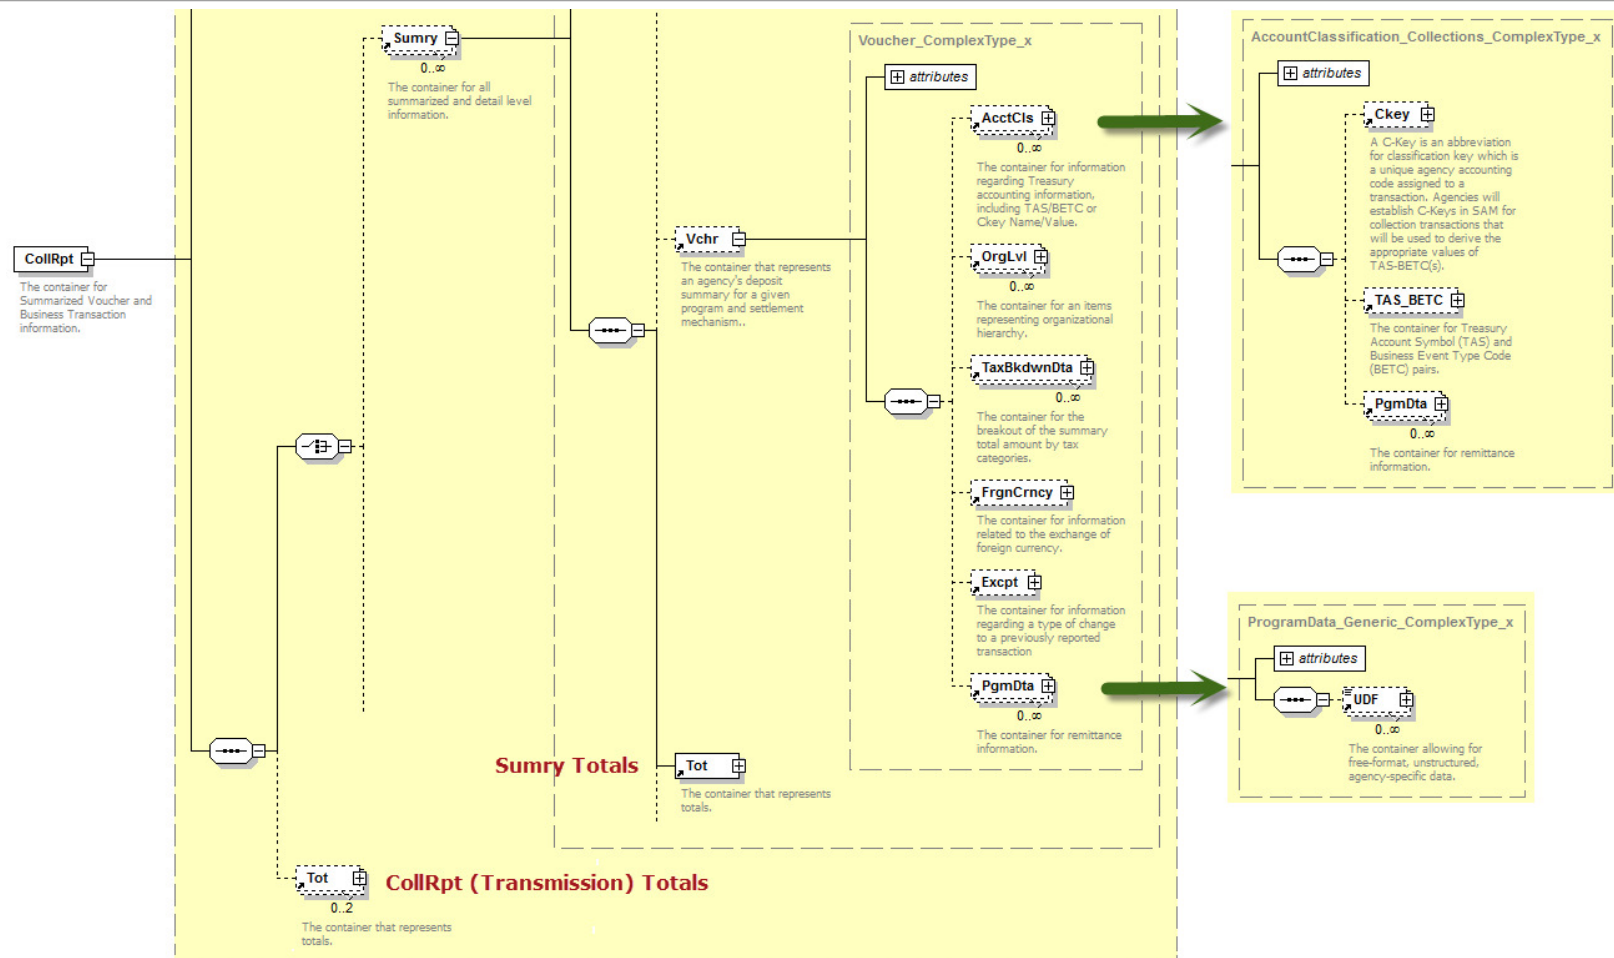 CollRpt
The container for
Summarized Voucher and
Business Transaction
information.
Sumry
0..∞
The container for all
summarized and detail level
information.
Vchr
The container that represents
an agency's deposit
summary for a given
program and settlement
mechanism..
Voucher_ComplexType_x
attributes
AcctCls
0..∞
The container for information
regarding Treasury
accounting information,
including TAS/BETC or
Ckey Name/Value.
OrgLvl
0..∞
The container for an items
representing organizational
hierarchy.
TaxBkdwnDta
0..∞
The container for the
breakout of the summary
total amount by tax
categories.
FrgnCrncy
The container for information
related to the exchange of
foreign currency.
Excpt
The container for information
regarding a type of change
to a previously reported
transaction
PgmDta
0..∞
The container for remittance
information.
Sumry Totals
Tot
The container that represents
totals.
Tot
0..2
The container that represents
totals.
CollRpt (Transmission) Totals
AccountClassification_Collections_ComplexType_x
attributes
Ckey
A C-Key is an abbreviation
for classification key which is
a unique agency accounting
code assigned to a
transaction. Agencies will
establish C-Keys in SAM for
collection transactions that
will be used to derive the
appropriate values of
TAS-BETC(s).
TAS_BETC
The container for Treasury
Account Symbol (TAS) and
Business Event Type Code
(BETC) pairs.
PgmDta
0..∞
The container for remittance
information.
ProgramData_Generic_ComplexType_x
attributes
UDF
0..∞
The container allowing for
free-format, unstructured,
agency-specific data.